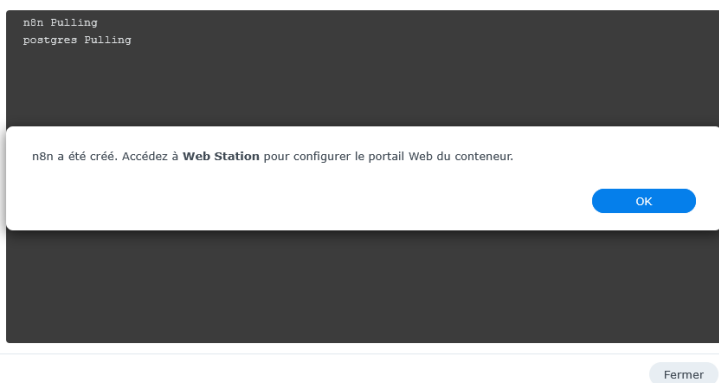 n8n Pulling
postgres Pulling
n8n a été créé. Accédez à Web Station pour configurer le portail Web du conteneur.
OK
Fermer